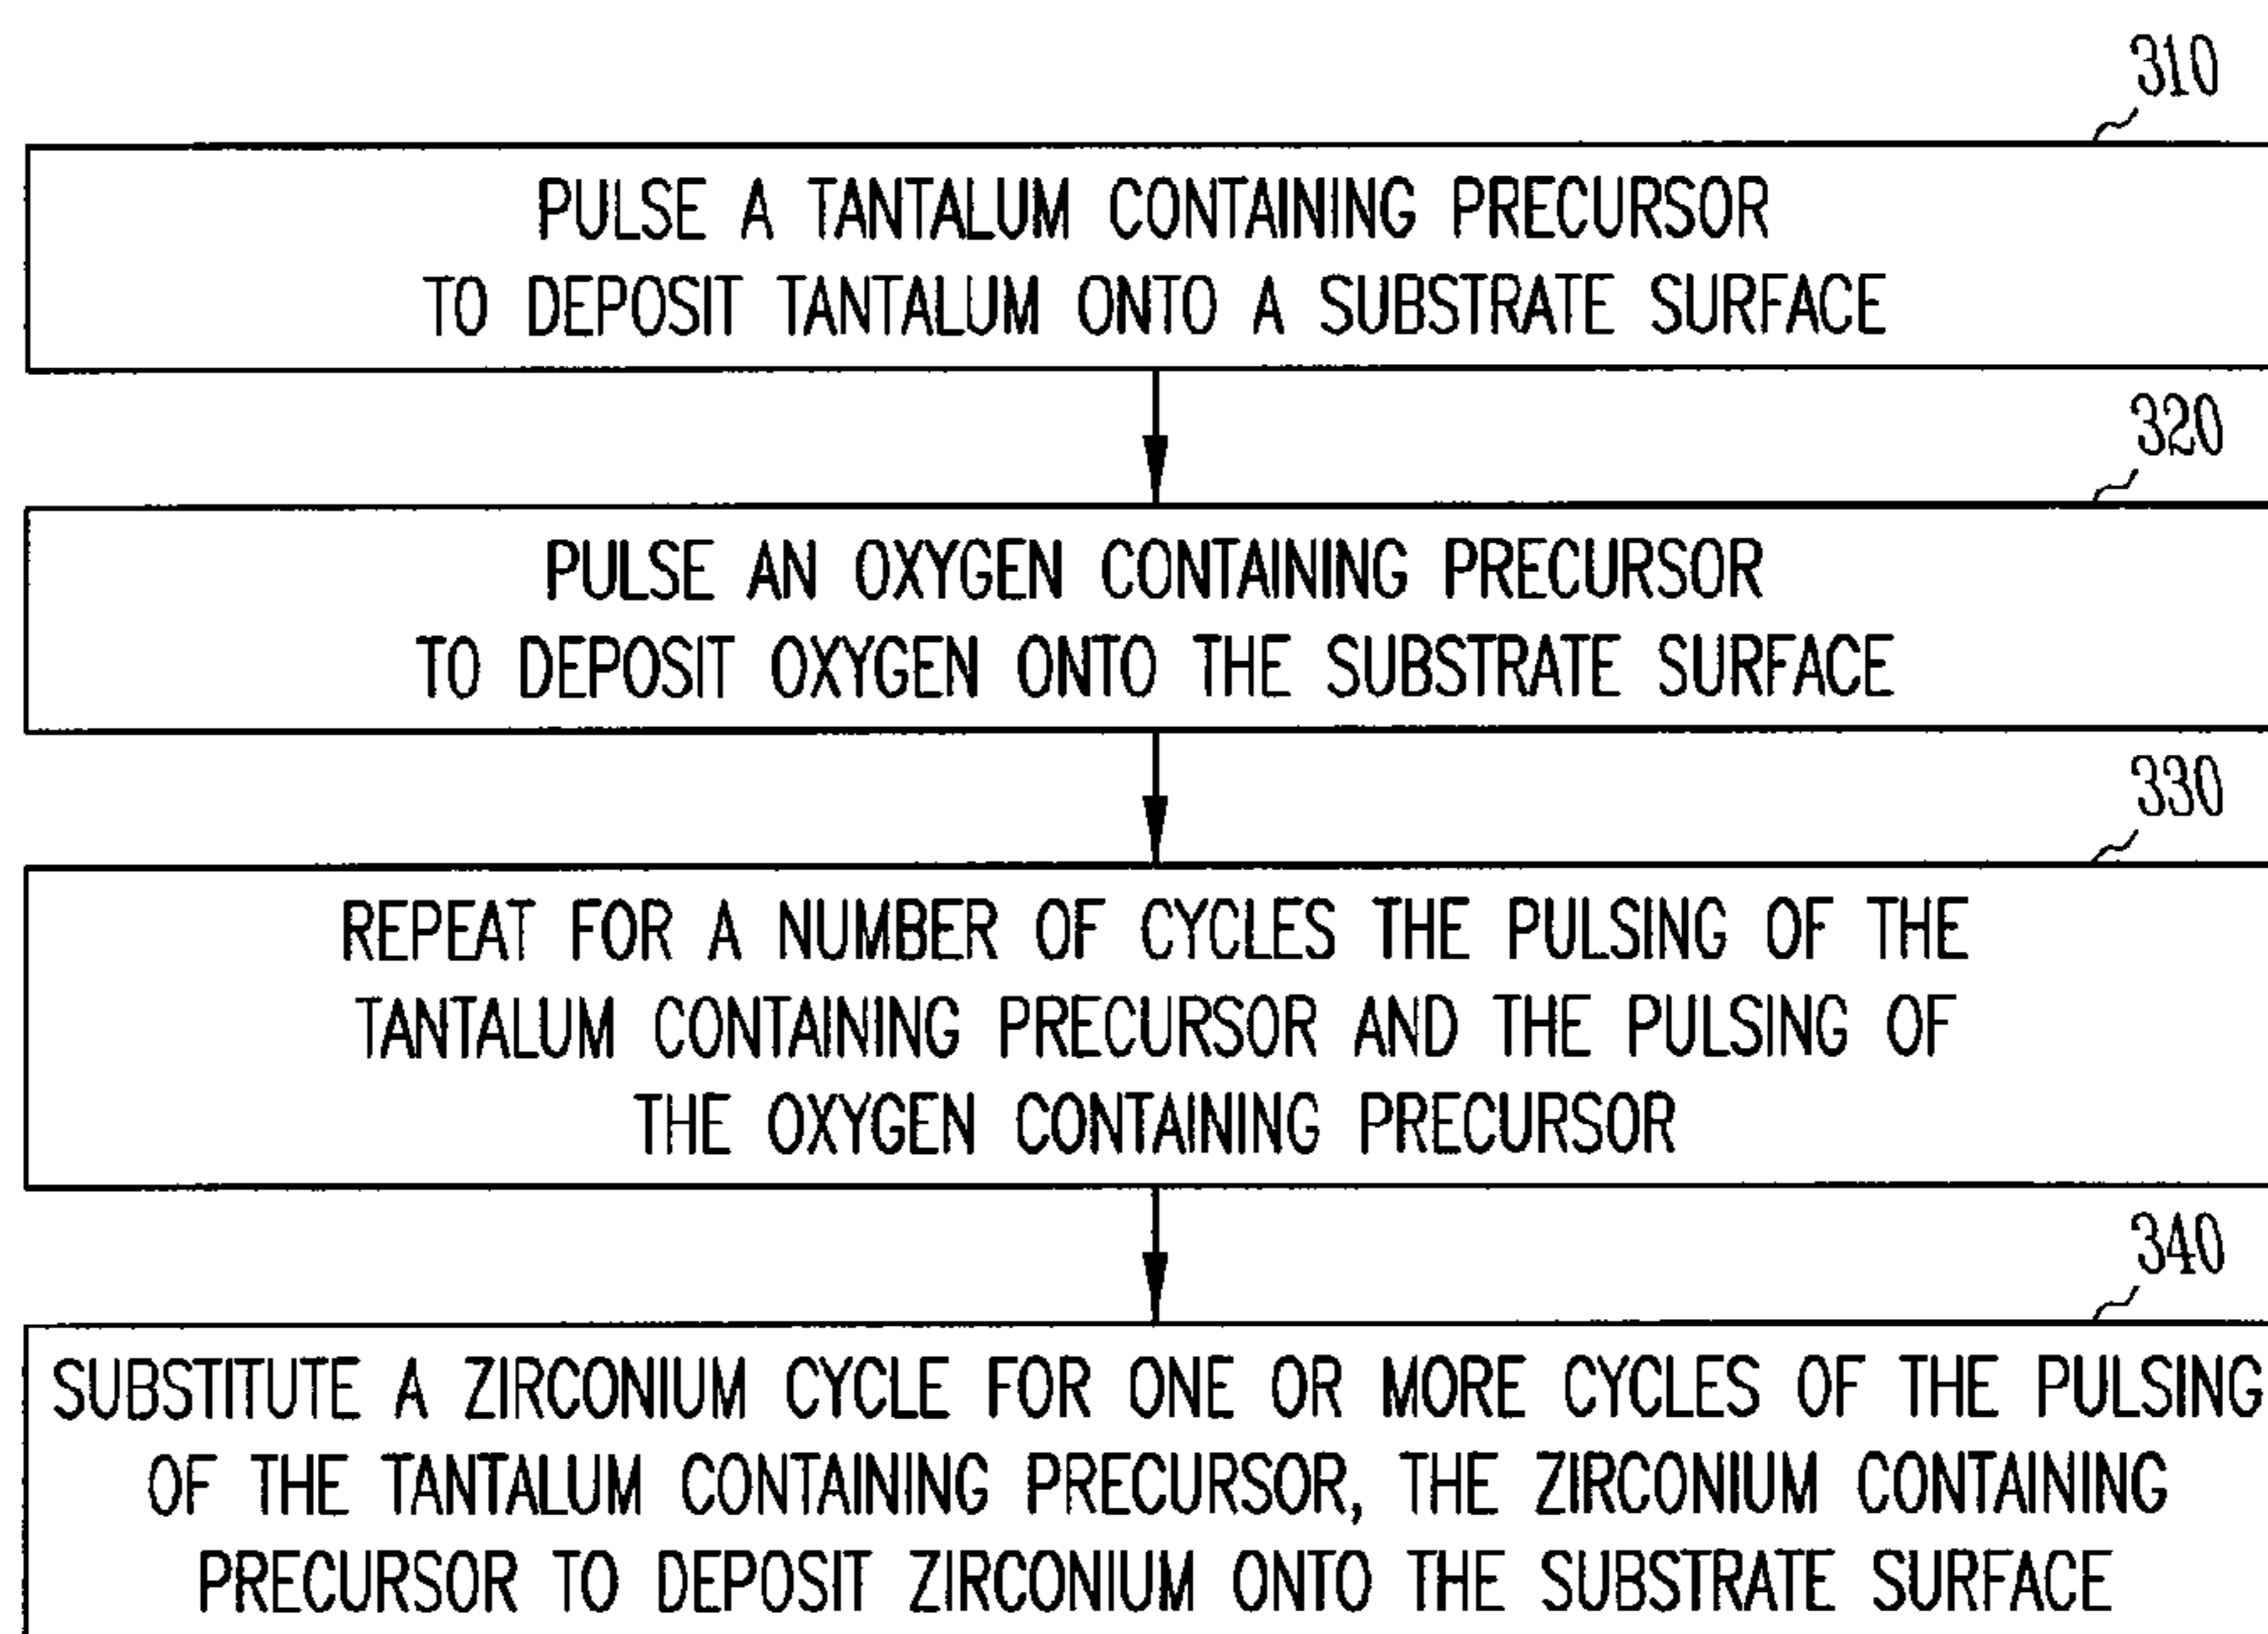 310
PULSE A TANTALUM CONTAINING PRECURSOR
TO DEPOSIT TANTALUM ONTO A SUBSTRATE SURFACE
320
PULSE AN OXYGEN CONTAINING PRECURSOR
TO DEPOSIT OXYGEN ONTO THE SUBSTRATE SURFACE
330
REPEAT FOR A NUMBER OF CYCLES THE PULSING OF THE
TANTALUM CONTAINING PRECURSOR AND THE PULSING OF
THE OXYGEN CONTAINING PRECURSOR
340
SUBSTITUTE A ZIRCONIUM CYCLE FOR ONE OR MORE CYCLES OF THE PULSING
OF THE TANTALUM CONTAINING PRECURSOR, THE ZIRCONIUM CONTAINING
PRECURSOR TO DEPOSIT ZIRCONIUM ONTO THE SUBSTRATE SURFACE